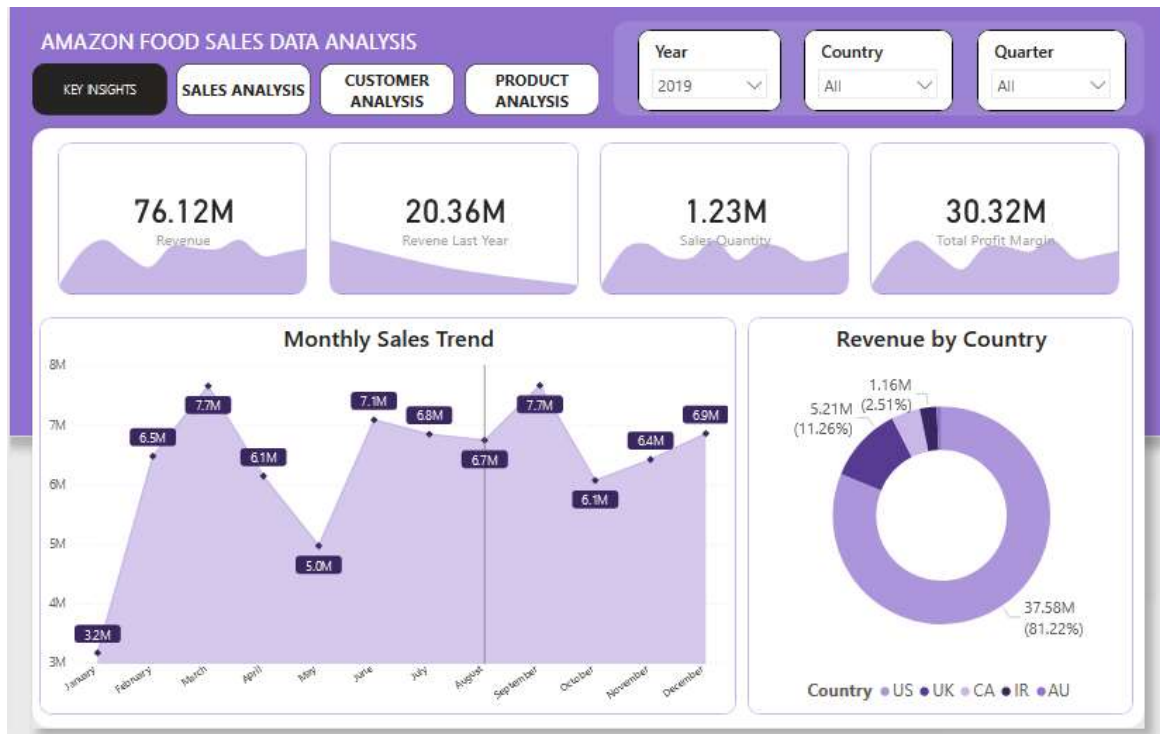 AMAZON FOOD SALES DATA ANALYSIS
KEY INSIGHTS
SALES ANALYSIS
CUSTOMER
ANALYSIS
PRODUCT
ANALYSIS
Year
2019
Country
All
Quarter
All
76.12M
Revenue
20.36M
Revene Last Year
1.23M
Sales Quantity
30.32M
Total Profit Margin
Monthly Sales Trend
8M
7M
6M
5M
4M
3M
3.2M
6.5M
7.7M
6.1M
5.0M
7.1M
6.8M
6.7M
7.7M
6.1M
6.4M
6.9M
January
February
March
April
May
June
July
August
September
October
November
December
Revenue by Country
1.16M
(2.51%)
5.21M
(11.26%)
37.58M
(81.22%)
Country US UK CA IR AU